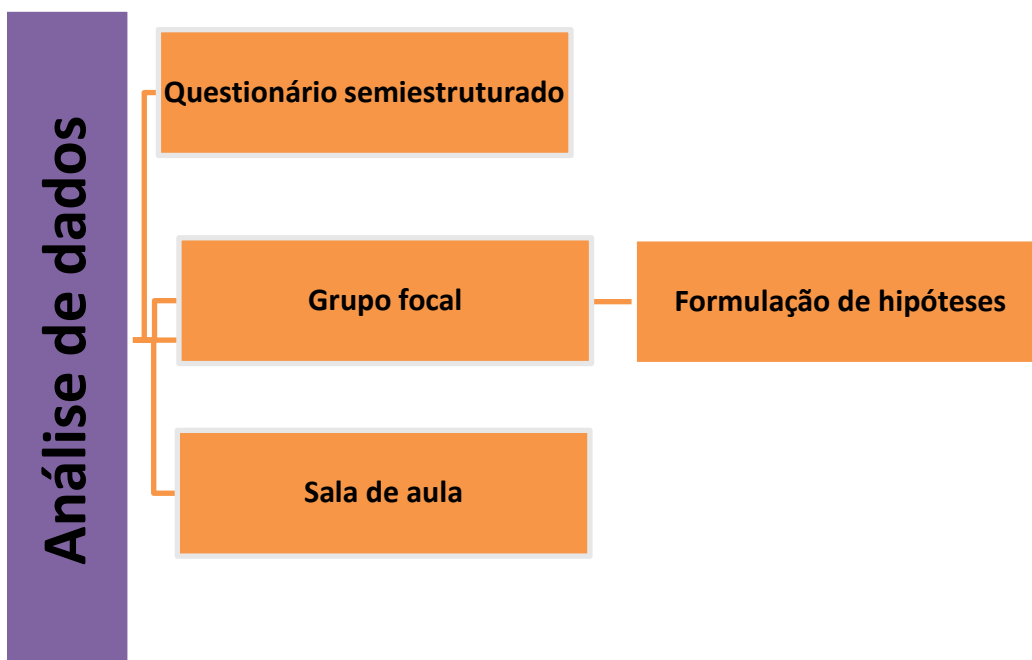 Análise de dados
Questionário semiestruturado
Grupo focal
Formulação de hipóteses
Sala de aula